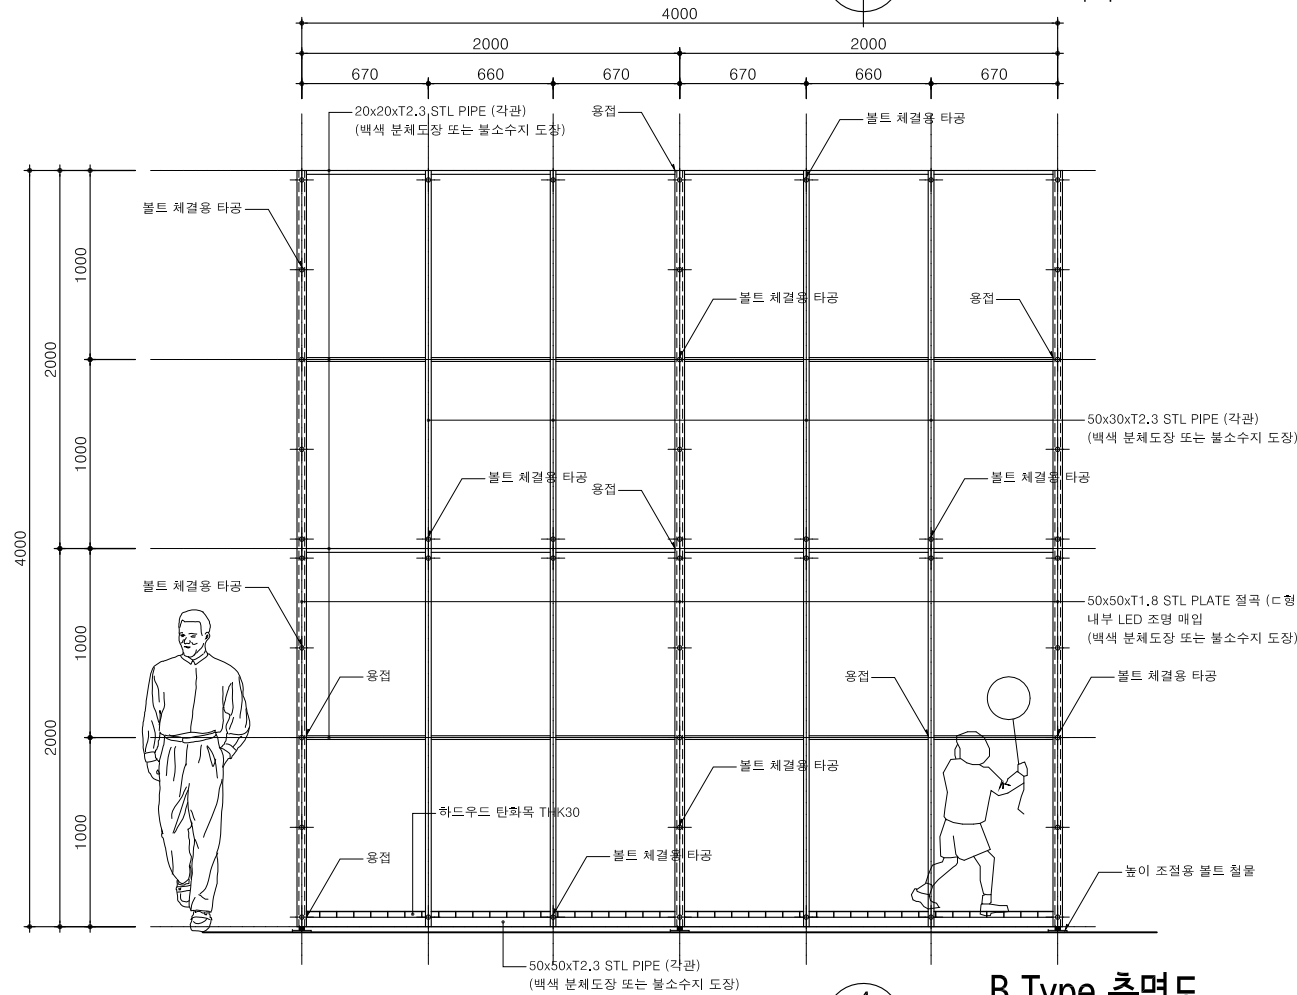 4000
2000 2000
670 660 670 670 660 670
20x20xT2.3 STL PIPE (각관)
(백색 분체도장 또는 불소수지 도장)
용접
볼트 체결용 타공
볼트 체결용 타공
1000
볼트 체결용 타공
용접
2000
50x30xT2.3 STL PIPE (각관)
(백색 분체도장 또는 불소수지 도장)
1000
볼트 체결용 타공
용접
볼트 체결용 타공
4000
볼트 체결용 타공
50x50xT1.8 STL PLATE 절곡 (ㄷ형
내부 LED 조명 매입
(백색 분체도장 또는 불소수지 도장)
1000
용접
용접
볼트 체결용 타공
2000
볼트 체결용 타공
하드우드 탄화목 THK30
1000
용접
볼트 체결용 타공
높이 조절용 볼트 철물
50x50xT2.3 STL PIPE (각관)
(백색 분체도장 또는 불소수지 도장)
B Type 측면도